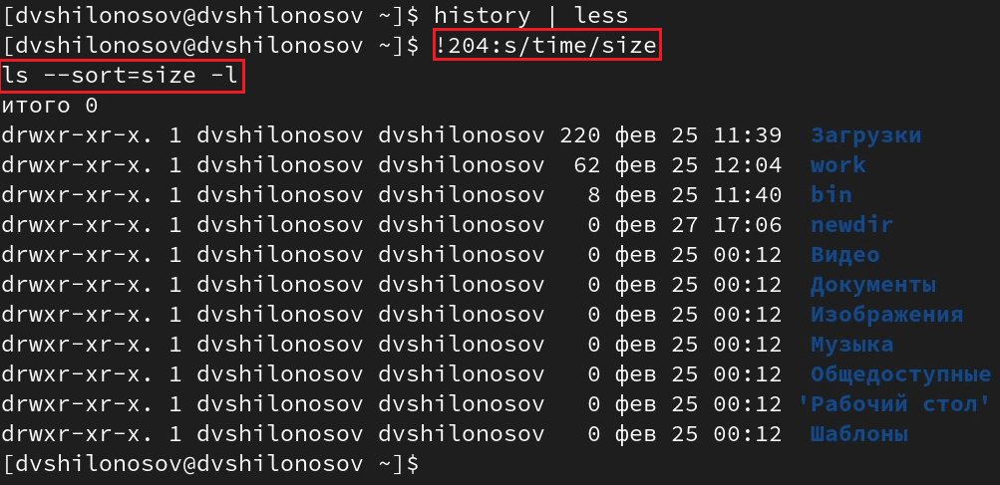 [dvshilonosov@dvshilonosov ~]$ history | less
[dvshilonosov@dvshilonosov ~]$ !204:s/time/size
ls --sort=size -l
итого 0
drwxr-xr-x. 1 dvshilonosov dvshilonosov 220 фев 25 11:39  Загрузки
drwxr-xr-x. 1 dvshilonosov dvshilonosov  62 фев 25 12:04  work
drwxr-xr-x. 1 dvshilonosov dvshilonosov   8 фев 25 11:40  bin
drwxr-xr-x. 1 dvshilonosov dvshilonosov   0 фев 27 17:06  newdir
drwxr-xr-x. 1 dvshilonosov dvshilonosov   0 фев 25 00:12  Видео
drwxr-xr-x. 1 dvshilonosov dvshilonosov   0 фев 25 00:12  Документы
drwxr-xr-x. 1 dvshilonosov dvshilonosov   0 фев 25 00:12  Изображения
drwxr-xr-x. 1 dvshilonosov dvshilonosov   0 фев 25 00:12  Музыка
drwxr-xr-x. 1 dvshilonosov dvshilonosov   0 фев 25 00:12  Общедоступные
drwxr-xr-x. 1 dvshilonosov dvshilonosov   0 фев 25 00:12 'Рабочий стол'
drwxr-xr-x. 1 dvshilonosov dvshilonosov   0 фев 25 00:12  Шаблоны
[dvshilonosov@dvshilonosov ~]$